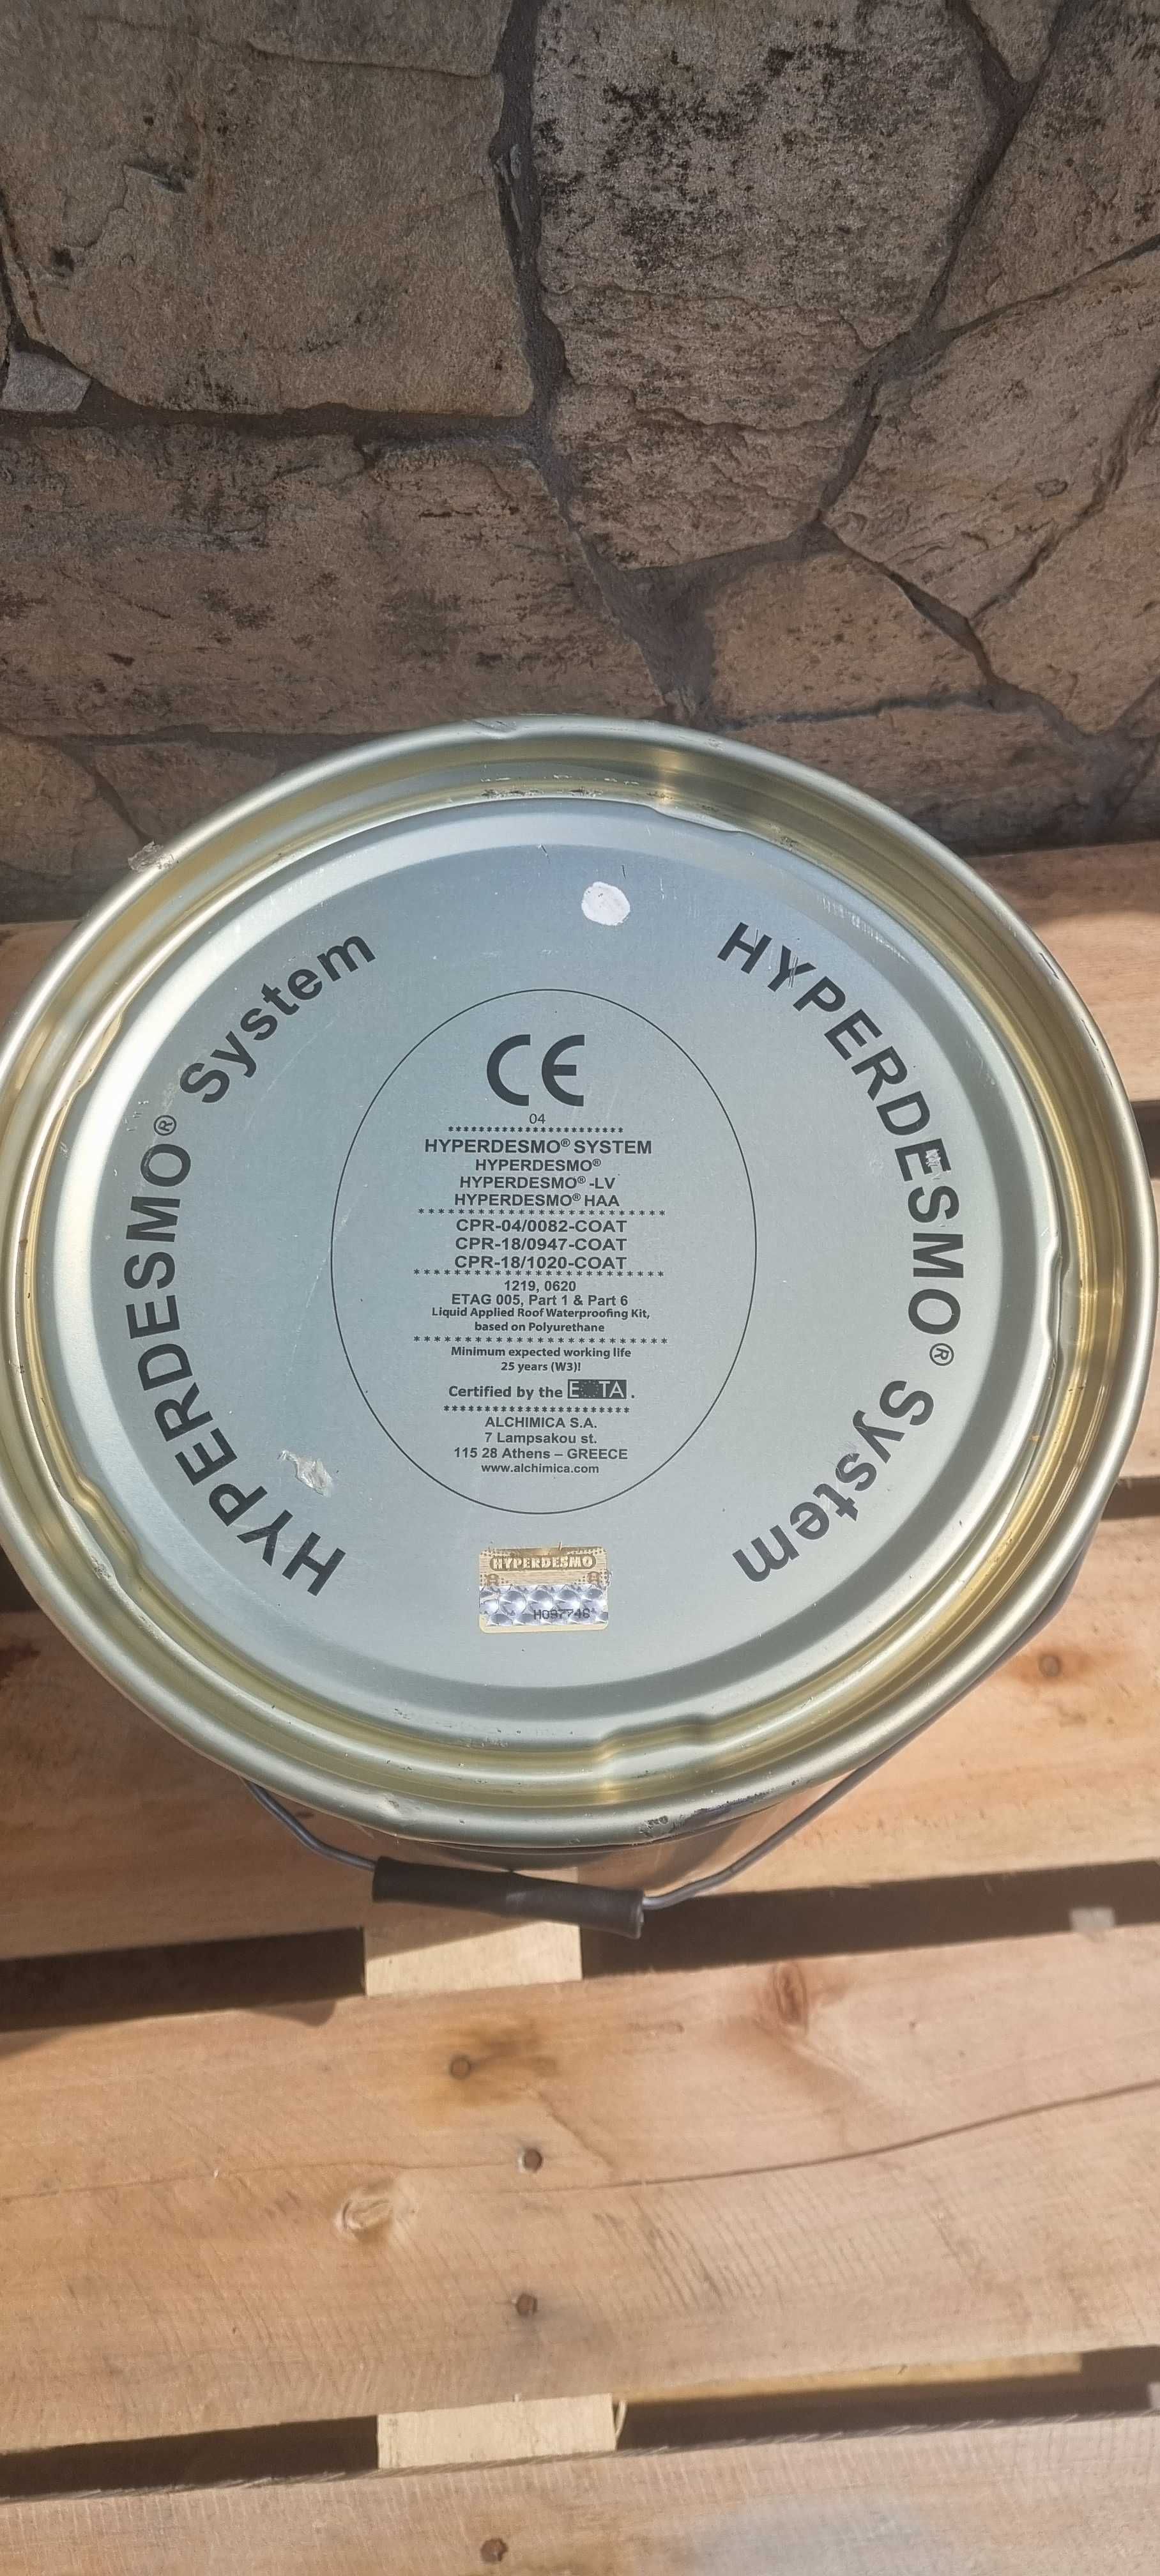 HYPERDESMO® System
HYPERDESMO® System
CE
04
***********************
HYPERDESMO® SYSTEM
HYPERDESMO®
HYPERDESMO® -LV
HYPERDESMO® HAA
* * * * * * * * * * * * * * * * * * * * * * * *
CPR-04/0082-COAT
CPR-18/0947-COAT
CPR-18/1020-COAT
* * * * * * * * * * * * * * * * * * * * * * * *
1219, 0620
ETAG 005, Part 1 & Part 6
Liquid Applied Roof Waterproofing Kit,
based on Polyurethane
* * * * * * * * * * * * * * * * * * * * * * * *
Minimum expected working life
25 years (W3)!
Certified by the EOTA .
************************
ALCHIMICA S.A.
7 Lampsakou st.
115 28 Athens – GREECE
www.alchimica.com
HYPERDESMO